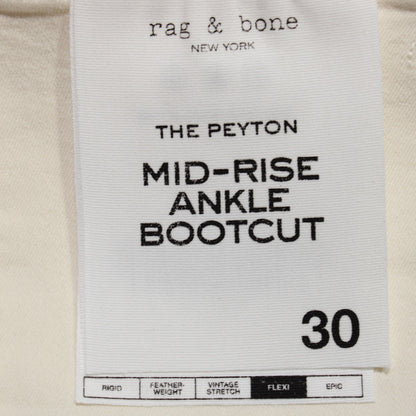 rag & bone
NEW YORK
THE PEYTON
MID-RISE
ANKLE
BOOTCUT
30
RIGID FEATHER-WEIGHT VINTAGE STRETCH FLEXI EPIC